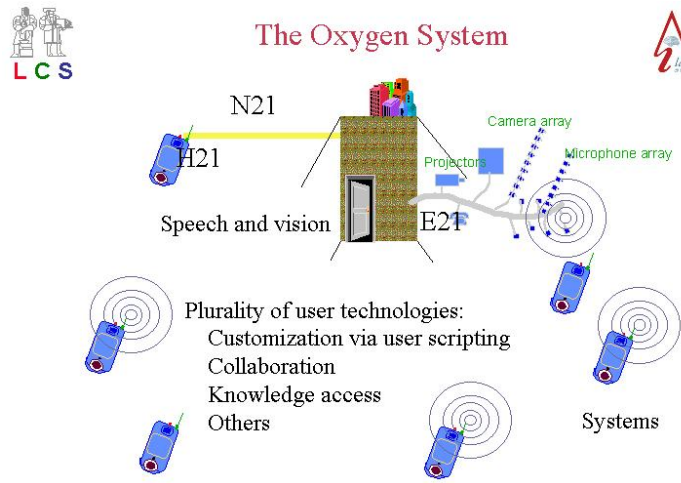 The Oxygen System
L C S
N21
Camera array
H21
Projectors
Microphone array
Speech and vision
E21
Plurality of user technologies:
Customization via user scripting
Collaboration
Knowledge access
Others
Systems